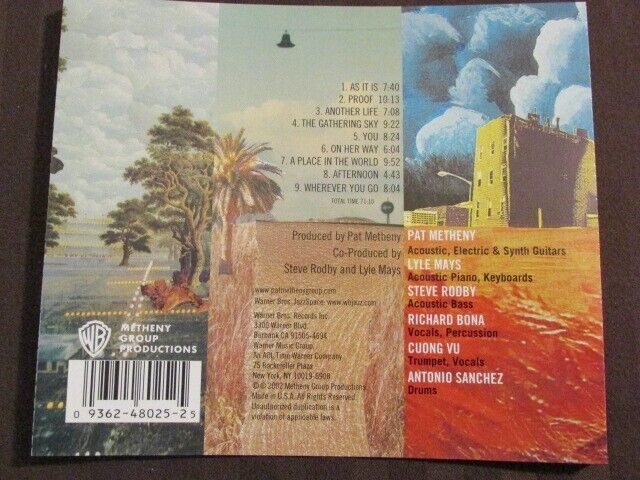 1. AS IT IS 7:40
2. PROOF 10:13
3. ANOTHER LIFE 7:08
4. THE GATHERING SKY 9:22
5. YOU 8:24
6. ON HER WAY 6:04
7. A PLACE IN THE WORLD 9:52
8. AFTERNOON 4:43
9. WHEREVER YOU GO 8:04
TOTAL TIME 71:10
Produced by Pat Metheny
Co-Produced by
Steve Rodby and Lyle Mays
www.patmethenygroup.com
Warner Bros. JazzSpace: www.wbjazz.com
Warner Bros. Records Inc.
3300 Warner Blvd.
Burbank CA 91505-4694
Warner Music Group,
An AOL Time Warner Company
75 Rockefeller Plaza
New York, NY 10019-6908
℗ © 2002 Metheny Group Productions
Made in U.S.A. All Rights Reserved
Unauthorized duplication is a
violation of applicable laws.
PAT METHENY
Acoustic, Electric & Synth Guitars
LYLE MAYS
Acoustic Piano, Keyboards
STEVE RODBY
Acoustic Bass
RICHARD BONA
Vocals, Percussion
CUONG VU
Trumpet, Vocals
ANTONIO SANCHEZ
Drums
WB
METHENY
GROUP
PRODUCTIONS
0 9362-48025-2 5